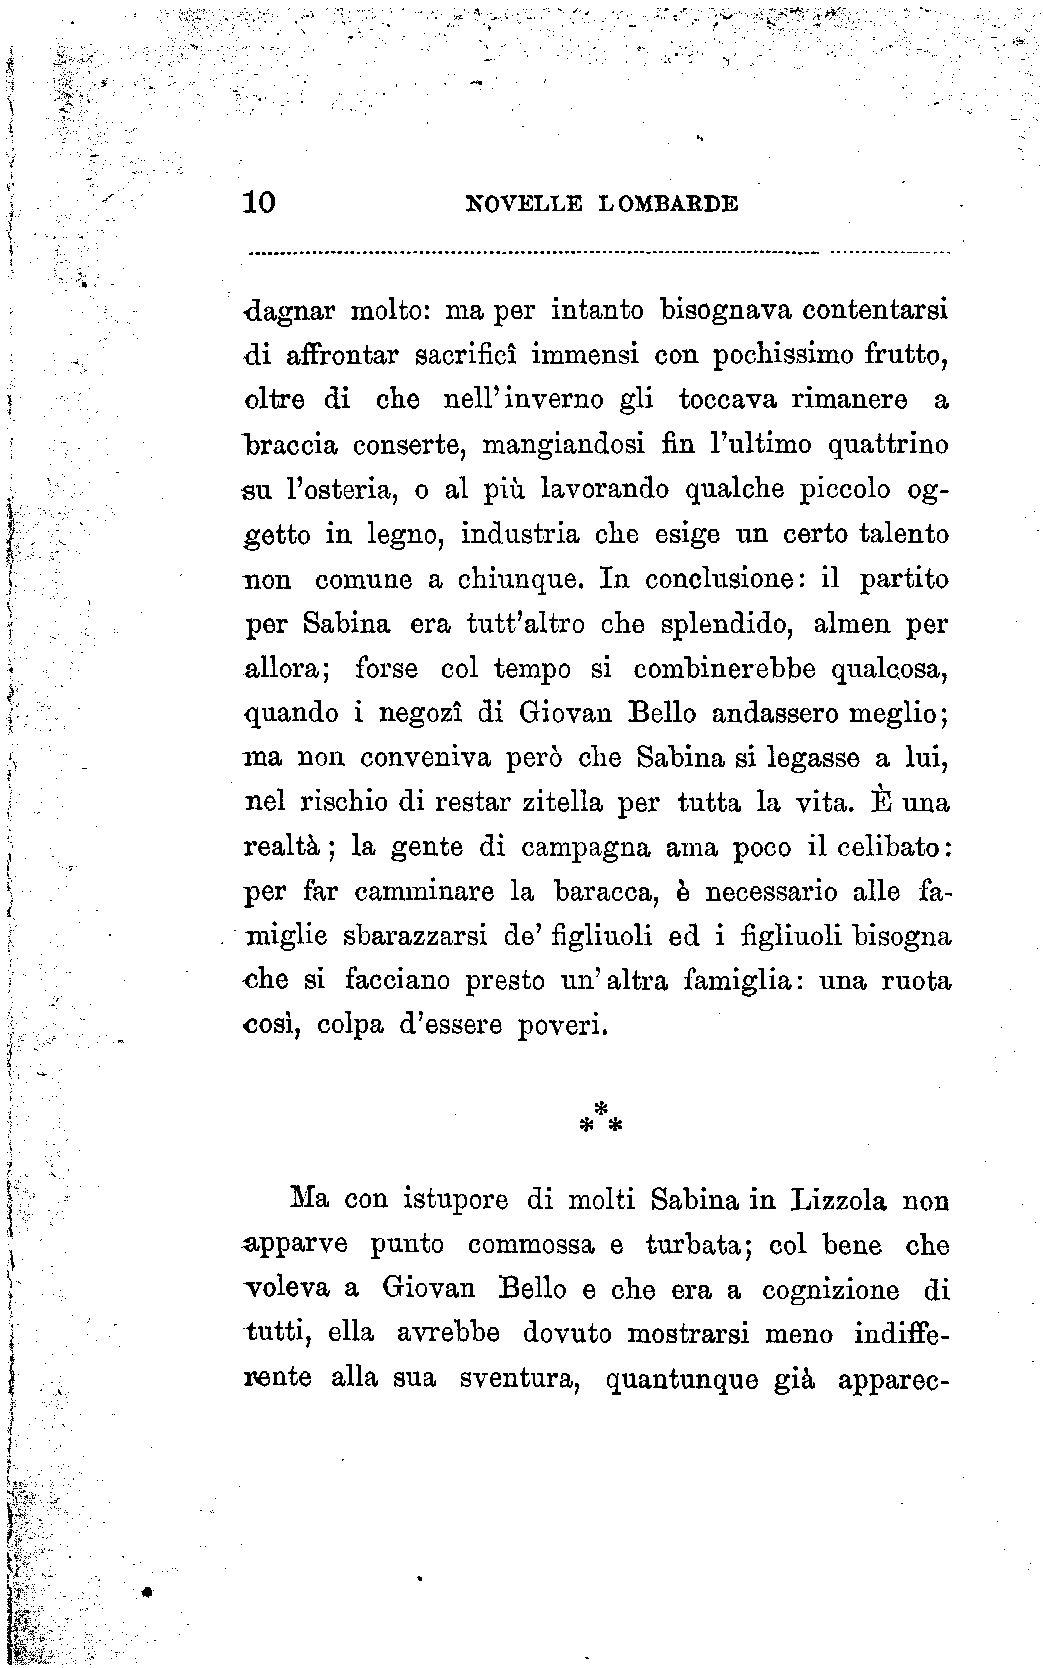 10 NOVELLE LOMBARDE
dagnar molto: ma per intanto bisognava contentarsi
di affrontar sacrificî immensi con pochissimo frutto,
oltre di che nell'inverno gli toccava rimanere a
braccia conserte, mangiandosi fin l'ultimo quattrino
su l'osteria, o al più lavorando qualche piccolo og-
getto in legno, industria che esige un certo talento
non comune a chiunque. In conclusione: il partito
per Sabina era tutt'altro che splendido, almen per
allora; forse col tempo si combinerebbe qualcosa,
quando i negozî di Giovan Bello andassero meglio;
ma non conveniva però che Sabina si legasse a lui,
nel rischio di restar zitella per tutta la vita. È una
realtà; la gente di campagna ama poco il celibato:
per far camminare la baracca, è necessario alle fa-
miglie sbarazzarsi de' figliuoli ed i figliuoli bisogna
che si facciano presto un'altra famiglia: una ruota
così, colpa d'essere poveri.
*
* *
Ma con istupore di molti Sabina in Lizzola non
apparve punto commossa e turbata; col bene che
voleva a Giovan Bello e che era a cognizione di
tutti, ella avrebbe dovuto mostrarsi meno indiffe-
rente alla sua sventura, quantunque già apparec-